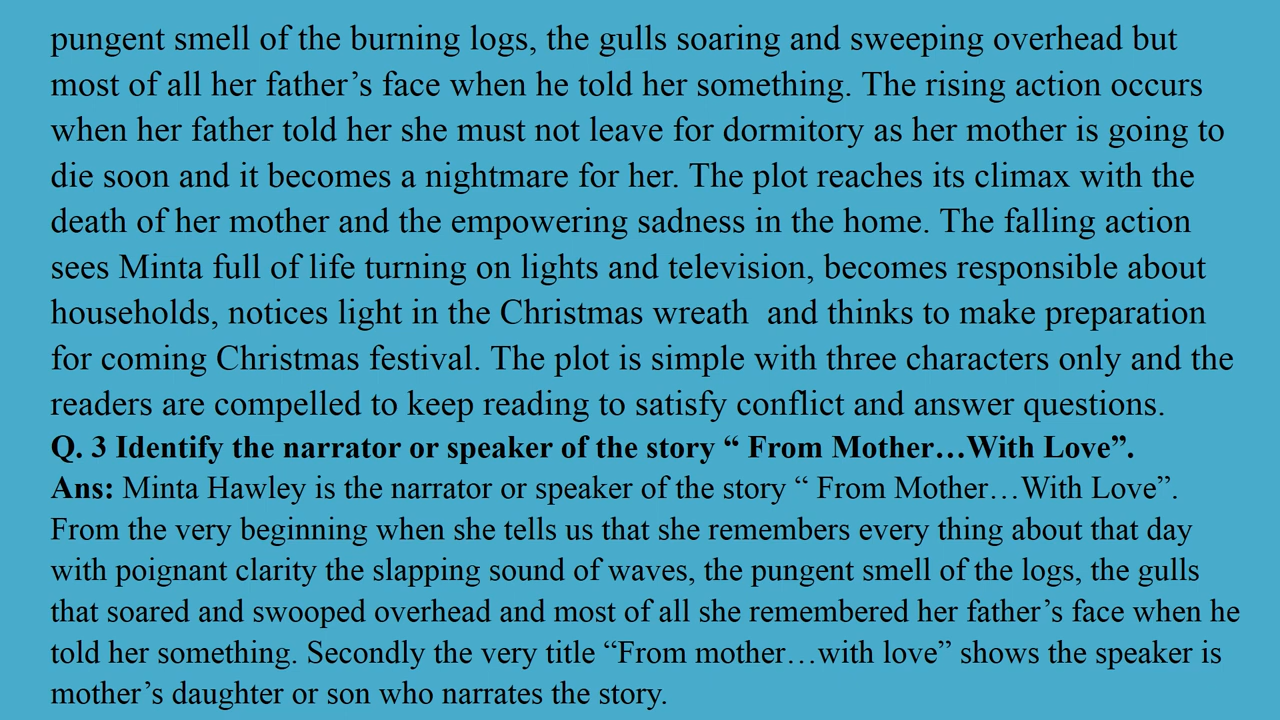 pungent smell of the burning logs, the gulls soaring and sweeping overhead but
most of all her father’s face when he told her something. The rising action occurs
when her father told her she must not leave for dormitory as her mother is going to
die soon and it becomes a nightmare for her. The plot reaches its climax with the
death of her mother and the empowering sadness in the home. The falling action
sees Minta full of life turning on lights and television, becomes responsible about
households, notices light in the Christmas wreath  and thinks to make preparation
for coming Christmas festival. The plot is simple with three characters only and the
readers are compelled to keep reading to satisfy conflict and answer questions.
Q. 3 Identify the narrator or speaker of the story “ From Mother…With Love”.
Ans: Minta Hawley is the narrator or speaker of the story “ From Mother…With Love”.
From the very beginning when she tells us that she remembers every thing about that day
with poignant clarity the slapping sound of waves, the pungent smell of the logs, the gulls
that soared and swooped overhead and most of all she remembered her father’s face when he
told her something. Secondly the very title “From mother…with love” shows the speaker is
mother’s daughter or son who narrates the story.